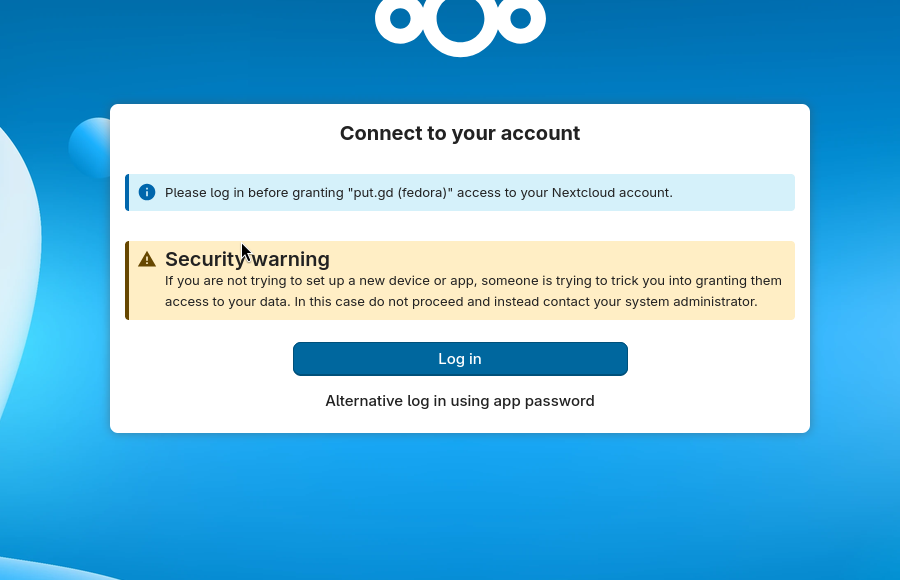 Connect to your account
Please log in before granting "put.gd (fedora)" access to your Nextcloud account.
Security warning
If you are not trying to set up a new device or app, someone is trying to trick you into granting them
access to your data. In this case do not proceed and instead contact your system administrator.
Log in
Alternative log in using app password